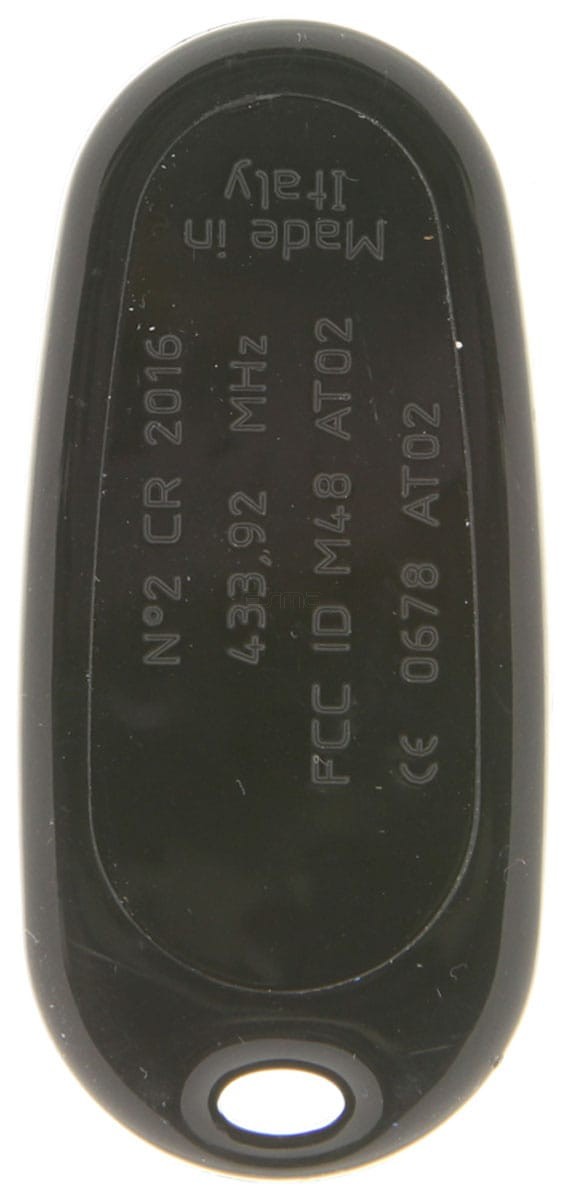 Made in
Italy
N°2 CR 2016
433,92 MHz
FCC ID M48 AT02
CE 0678 AT02